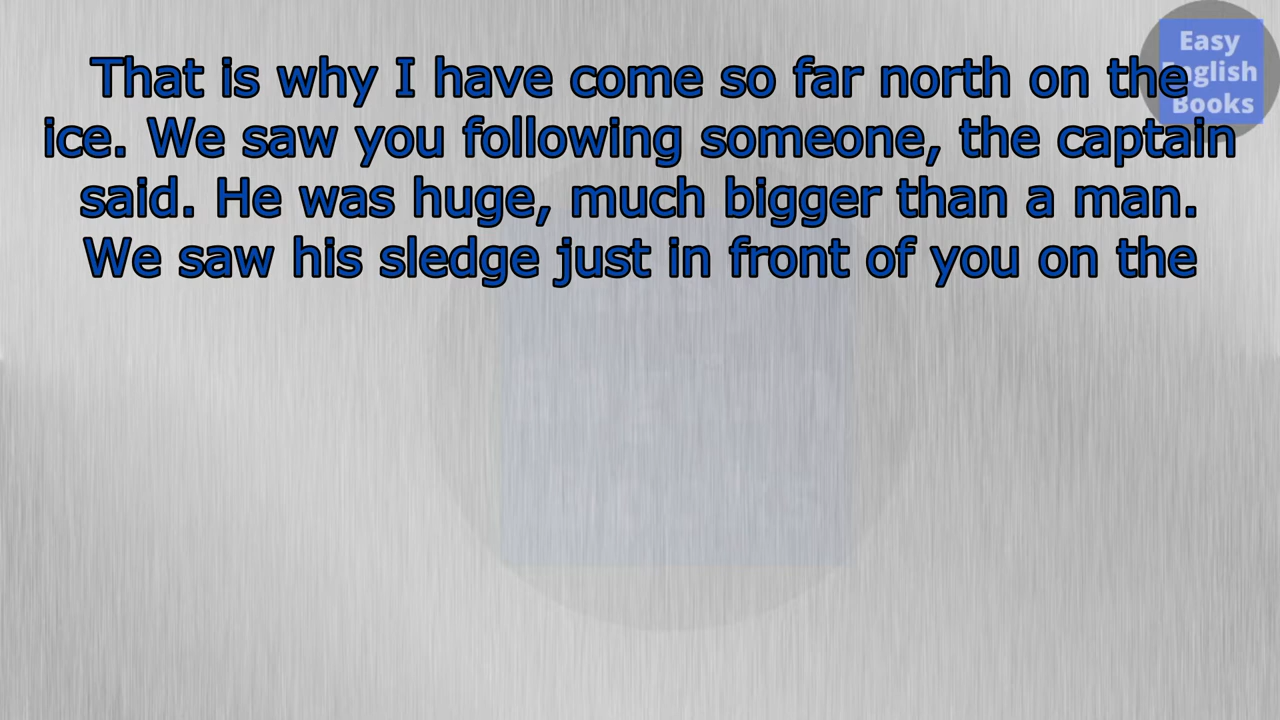 That is why I have come so far north on the
ice. We saw you following someone, the captain
said. He was huge, much bigger than a man.
We saw his sledge just in front of you on the
Easy
English
Books